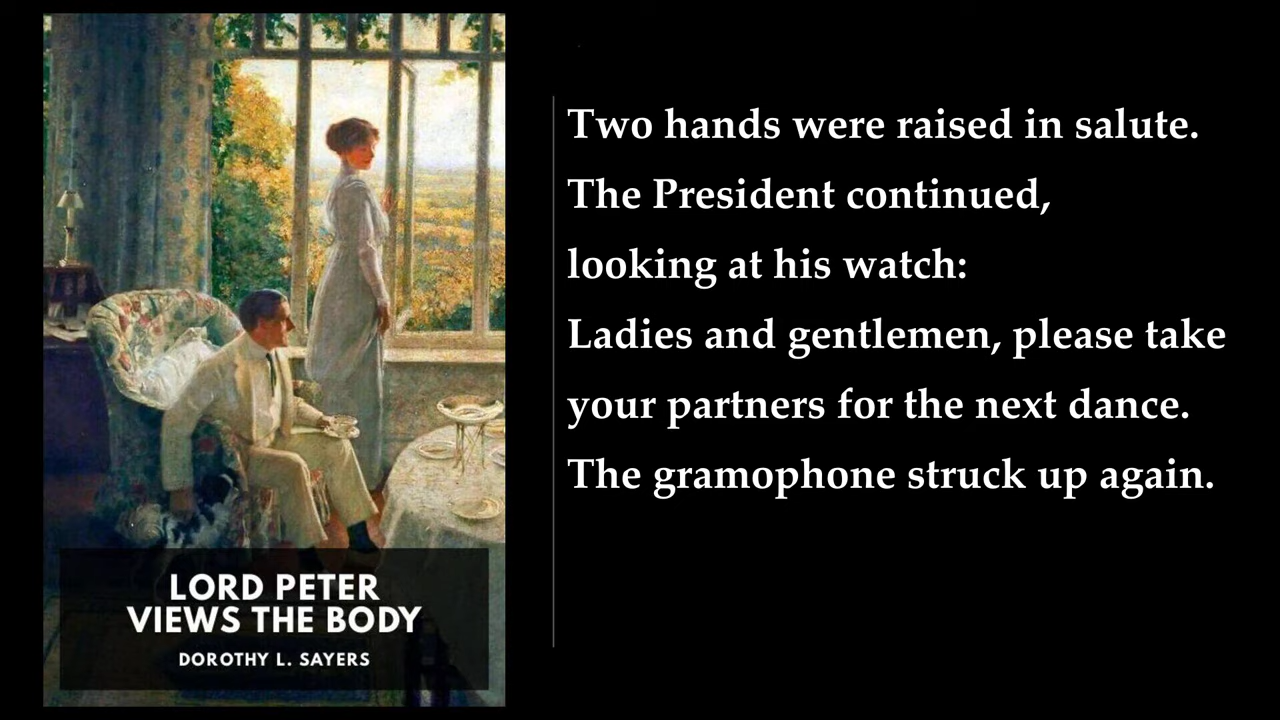 Two hands were raised in salute.
The President continued,
looking at his watch:
Ladies and gentlemen, please take
your partners for the next dance.
The gramophone struck up again.
LORD PETER
VIEWS THE BODY
DOROTHY L. SAYERS